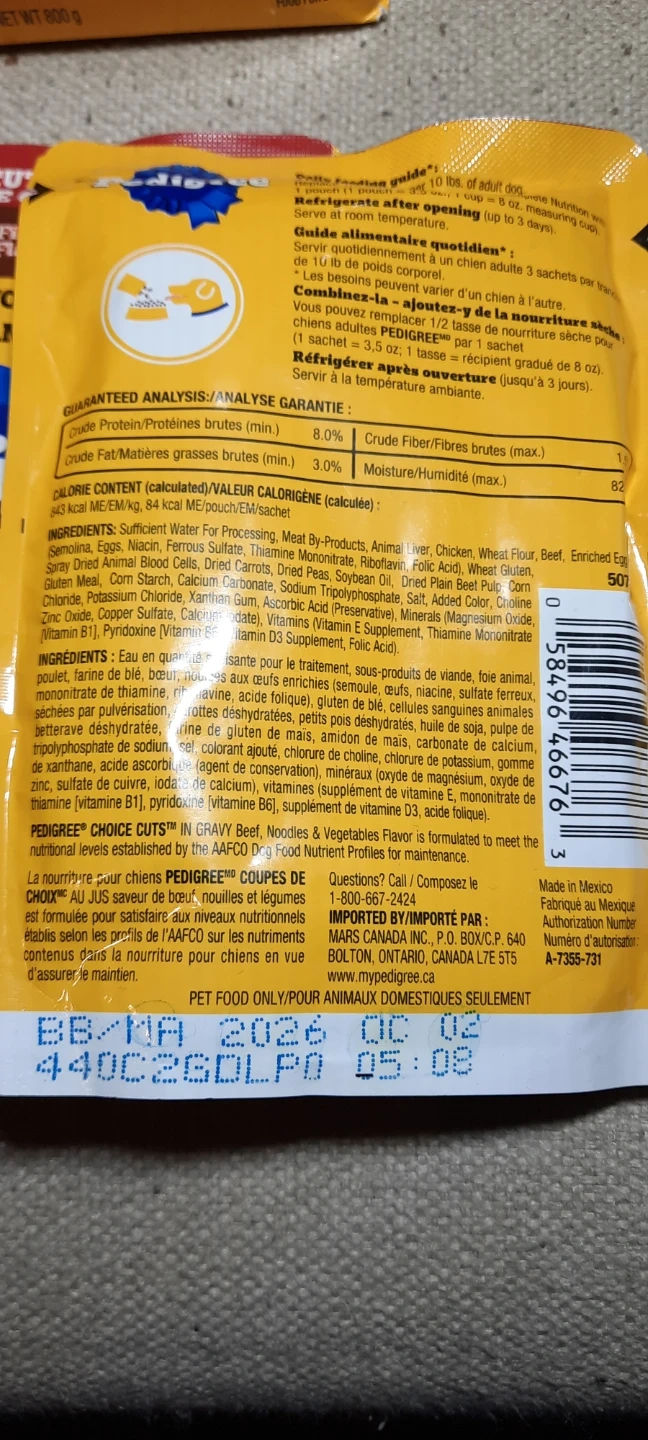 NET WT 800 g
Pedigree
Daily feeding guide*:
per 10 lbs. of adult dog
1 cup = 8 oz. measuring cup).
Refrigerate after opening (up to 3 days).
Serve at room temperature.
Guide alimentaire quotidien* :
Servir quotidiennement à un chien adulte 3 sachets par
de 10 lb de poids corporel.
* Les besoins peuvent varier d'un chien à l'autre.
Combinez-la – ajoutez-y de la nourriture sèche :
Vous pouvez remplacer 1/2 tasse de nourriture sèche pour
chiens adultes PEDIGREEᴹᴰ par 1 sachet
(1 sachet = 3,5 oz; 1 tasse = récipient gradué de 8 oz).
Réfrigérer après ouverture (jusqu'à 3 jours).
Servir à la température ambiante.
GUARANTEED ANALYSIS:/ANALYSE GARANTIE :
Crude Protein/Protéines brutes (min.) 8.0% Crude Fiber/Fibres brutes (max.)
Crude Fat/Matières grasses brutes (min.) 3.0% Moisture/Humidité (max.) 82
CALORIE CONTENT (calculated)/VALEUR CALORIGÈNE (calculée) :
843 kcal ME/EM/kg, 84 kcal ME/pouch/EM/sachet
INGREDIENTS: Sufficient Water For Processing, Meat By-Products, Animal Liver, Chicken, Wheat Flour, Beef, Enriched Egg
(Semolina, Eggs, Niacin, Ferrous Sulfate, Thiamine Mononitrate, Riboflavin, Folic Acid), Wheat Gluten,
Spray Dried Animal Blood Cells, Dried Carrots, Dried Peas, Soybean Oil, Dried Plain Beet Pulp, Corn
Gluten Meal, Corn Starch, Calcium Carbonate, Sodium Tripolyphosphate, Salt, Added Color, Choline
Chloride, Potassium Chloride, Xanthan Gum, Ascorbic Acid (Preservative), Minerals (Magnesium Oxide,
Zinc Oxide, Copper Sulfate, Calcium Iodate), Vitamins (Vitamin E Supplement, Thiamine Mononitrate
[Vitamin B1], Pyridoxine [Vitamin B6], Vitamin D3 Supplement, Folic Acid).
507
INGRÉDIENTS : Eau en quantité suffisante pour le traitement, sous-produits de viande, foie animal,
poulet, farine de blé, bœuf, nouilles aux œufs enrichies (semoule, œufs, niacine, sulfate ferreux,
mononitrate de thiamine, riboflavine, acide folique), gluten de blé, cellules sanguines animales
séchées par pulvérisation, carottes déshydratées, petits pois déshydratés, huile de soja, pulpe de
betterave déshydratée, farine de gluten de maïs, amidon de maïs, carbonate de calcium,
tripolyphosphate de sodium, sel, colorant ajouté, chlorure de choline, chlorure de potassium, gomme
de xanthane, acide ascorbique (agent de conservation), minéraux (oxyde de magnésium, oxyde de
zinc, sulfate de cuivre, iodate de calcium), vitamines (supplément de vitamine E, mononitrate de
thiamine [vitamine B1], pyridoxine [vitamine B6], supplément de vitamine D3, acide folique).
0 58496 46676 3
PEDIGREE® CHOICE CUTS™ IN GRAVY Beef, Noodles & Vegetables Flavor is formulated to meet the
nutritional levels established by the AAFCO Dog Food Nutrient Profiles for maintenance.
La nourriture pour chiens PEDIGREEᴹᴰ COUPES DE
CHOIXᴹᶜ AU JUS saveur de bœuf, nouilles et légumes
est formulée pour satisfaire aux niveaux nutritionnels
établis selon les profils de l'AAFCO sur les nutriments
contenus dans la nourriture pour chiens en vue
d'assurer le maintien.
Questions? Call / Composez le
1-800-667-2424
IMPORTED BY/IMPORTÉ PAR :
MARS CANADA INC., P.O. BOX/C.P. 640
BOLTON, ONTARIO, CANADA L7E 5T5
www.mypedigree.ca
Made in Mexico
Fabriqué au Mexique
Authorization Number
Numéro d'autorisation :
A-7355-731
PET FOOD ONLY/POUR ANIMAUX DOMESTIQUES SEULEMENT
BB/MA 2026 OC 02
440C2GDLP0 05:08